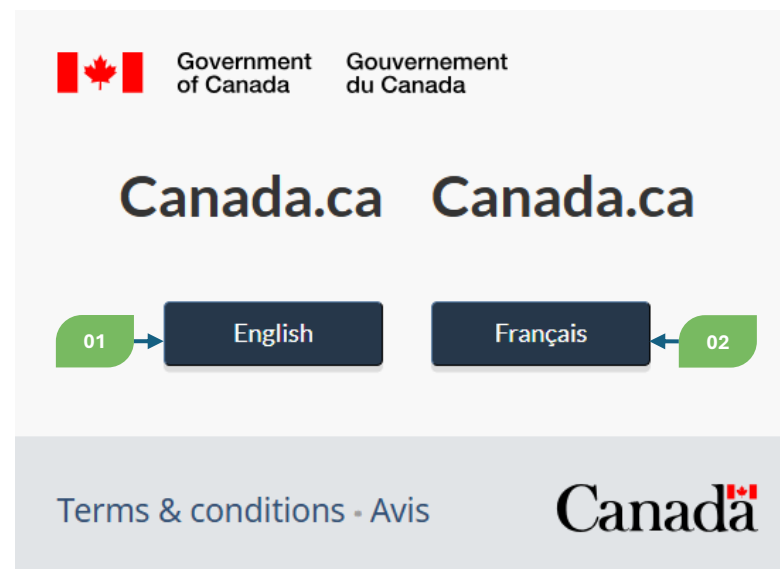 Government Gouvernement
of Canada du Canada
Canada.ca Canada.ca
01 English Français 02
Terms & conditions • Avis Canada